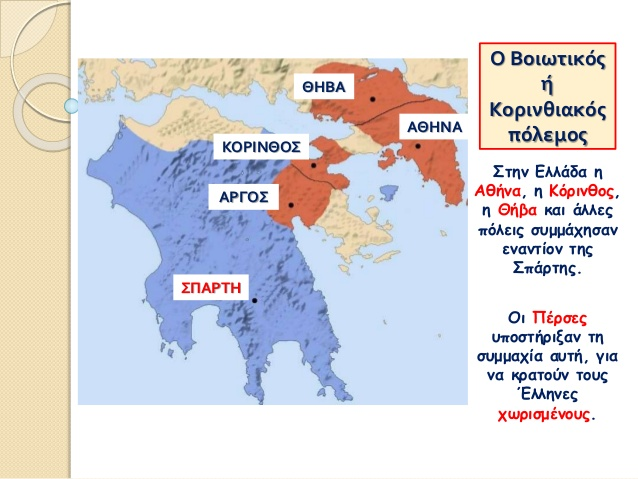 Ο Βοιωτικός
ή
Κορινθιακός
πόλεμος
ΘΗΒΑ
ΑΘΗΝΑ
ΚΟΡΙΝΘΟΣ
ΑΡΓΟΣ
ΣΠΑΡΤΗ
Στην Ελλάδα η
Αθήνα, η Κόρινθος,
η Θήβα και άλλες
πόλεις συμμάχησαν
εναντίον της
Σπάρτης.
Οι Πέρσες
υποστήριξαν τη
συμμαχία αυτή, για
να κρατούν τους
Έλληνες
χωρισμένους.